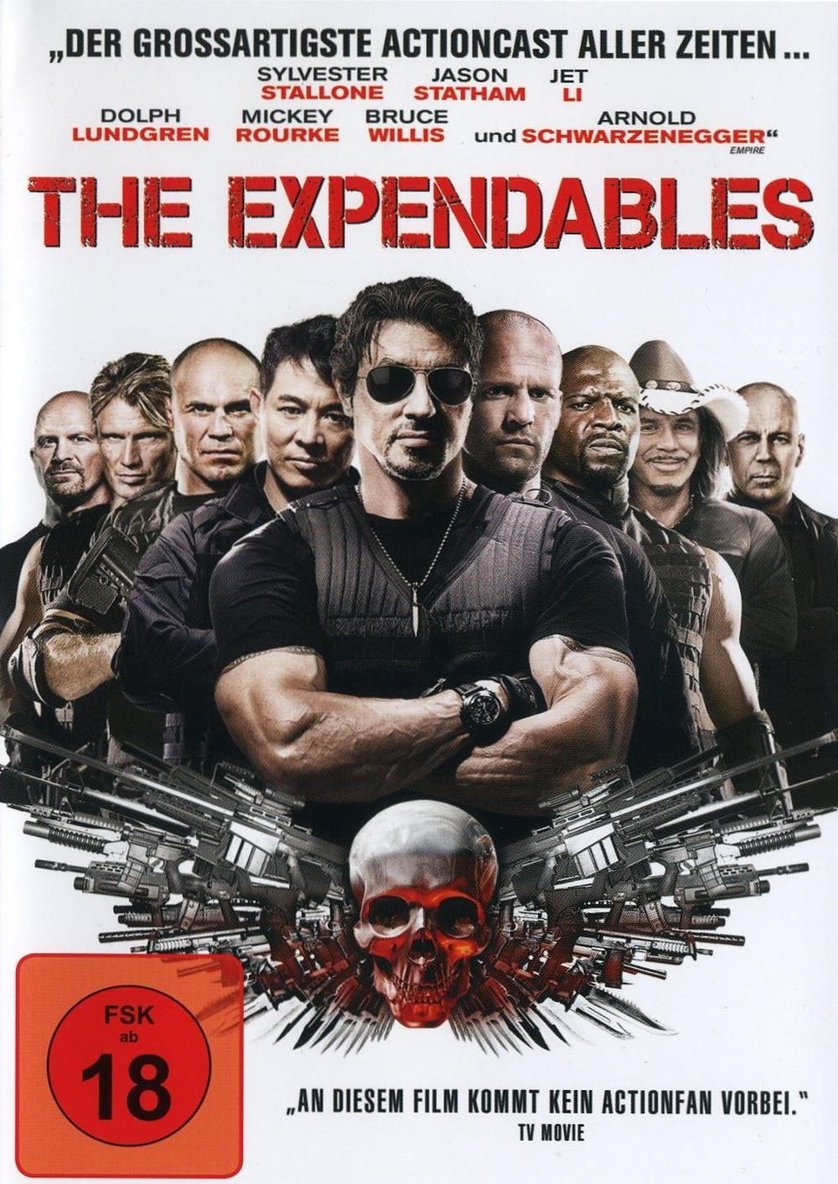 „DER GROSSARTIGSTE ACTIONCAST ALLER ZEITEN ...
SYLVESTER STALLONE JASON STATHAM JET LI
DOLPH LUNDGREN MICKEY ROURKE BRUCE WILLIS und ARNOLD SCHWARZENEGGER“
EMPIRE
THE EXPENDABLES
FSK
ab
18
„AN DIESEM FILM KOMMT KEIN ACTIONFAN VORBEI.“
TV MOVIE